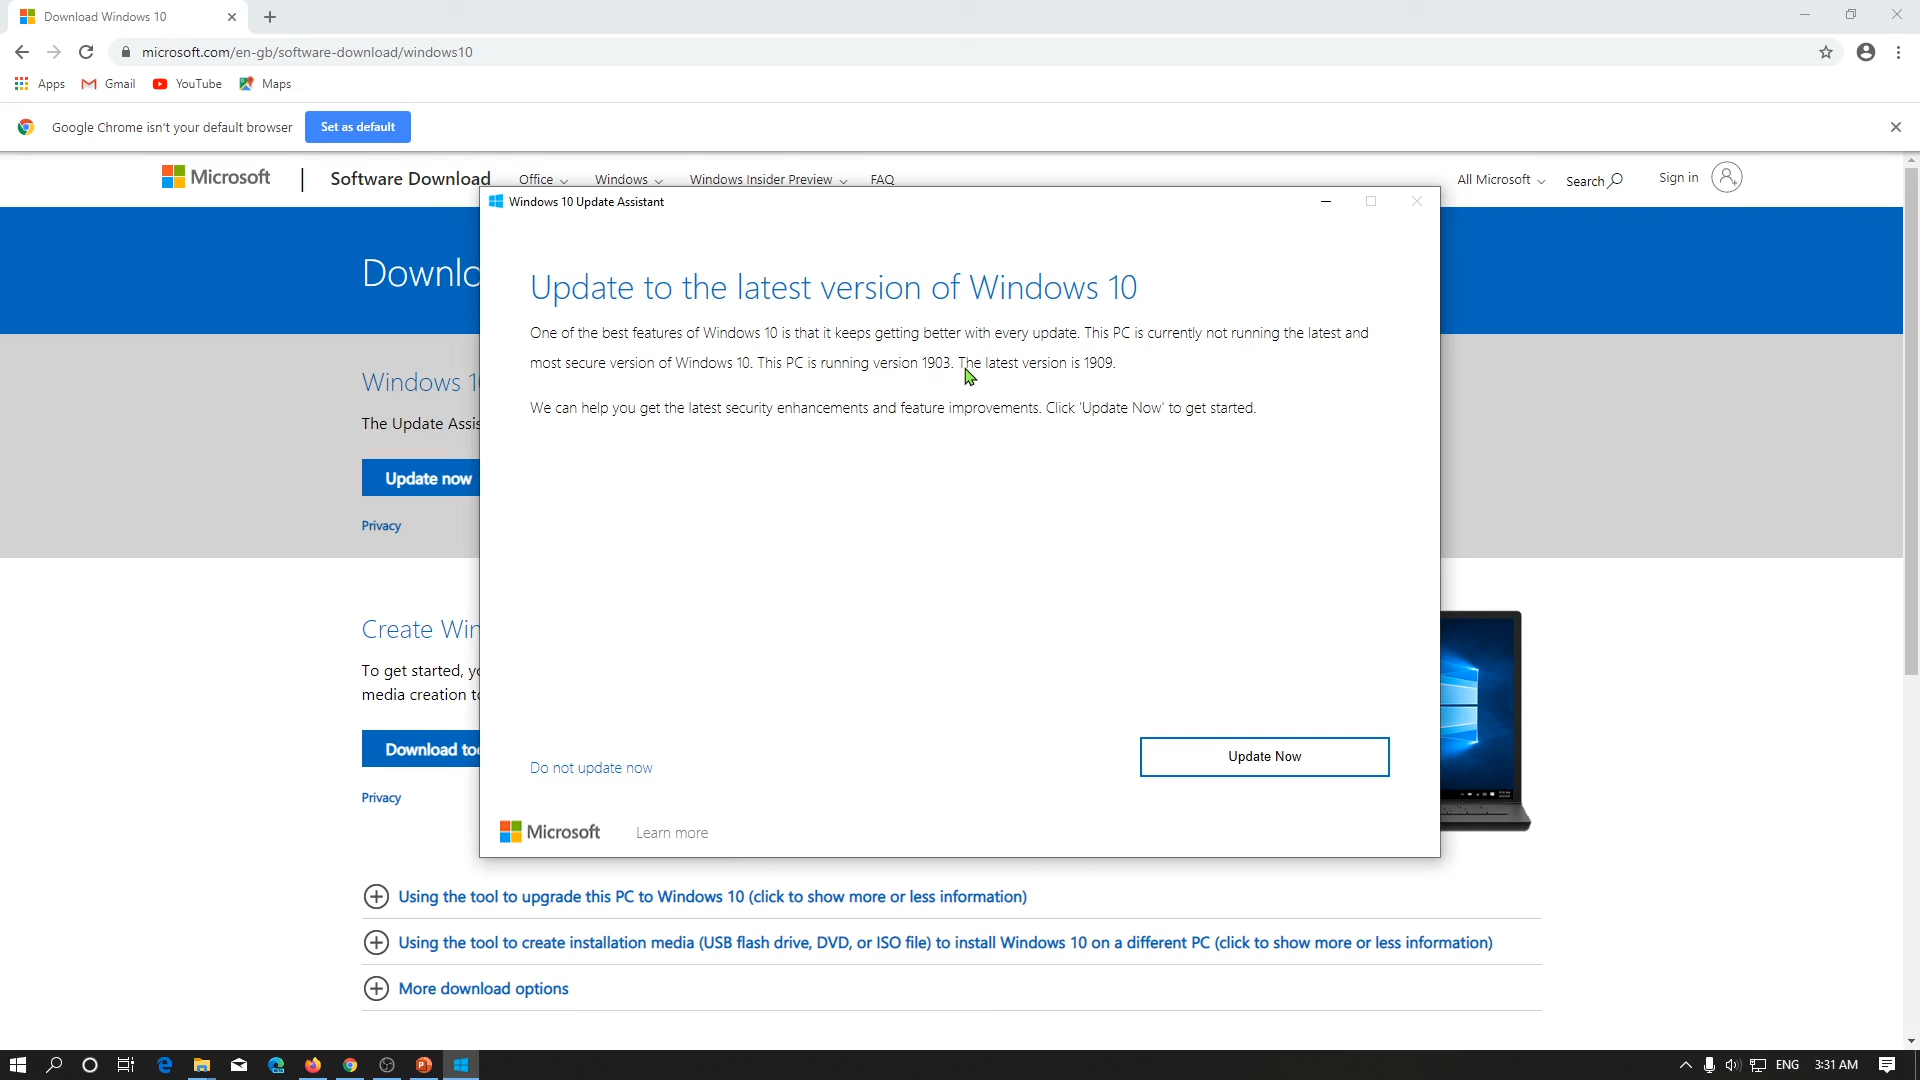 Download Windows 10
microsoft.com/en-gb/software-download/windows10
Apps Gmail YouTube Maps
Google Chrome isn't your default browser Set as default
Microsoft Software Download Office Windows Windows Insider Preview FAQ All Microsoft Search Sign in
Windows 10 Update Assistant
Downlo
Update to the latest version of Windows 10
One of the best features of Windows 10 is that it keeps getting better with every update. This PC is currently not running the latest and
most secure version of Windows 10. This PC is running version 1903. The latest version is 1909.
We can help you get the latest security enhancements and feature improvements. Click 'Update Now' to get started.
Windows 10
The Update Assis
Update now
Privacy
Create Win
To get started, yo
media creation to
Download too
Privacy
Do not update now
Update Now
Microsoft Learn more
Using the tool to upgrade this PC to Windows 10 (click to show more or less information)
Using the tool to create installation media (USB flash drive, DVD, or ISO file) to install Windows 10 on a different PC (click to show more or less information)
More download options
ENG 3:31 AM